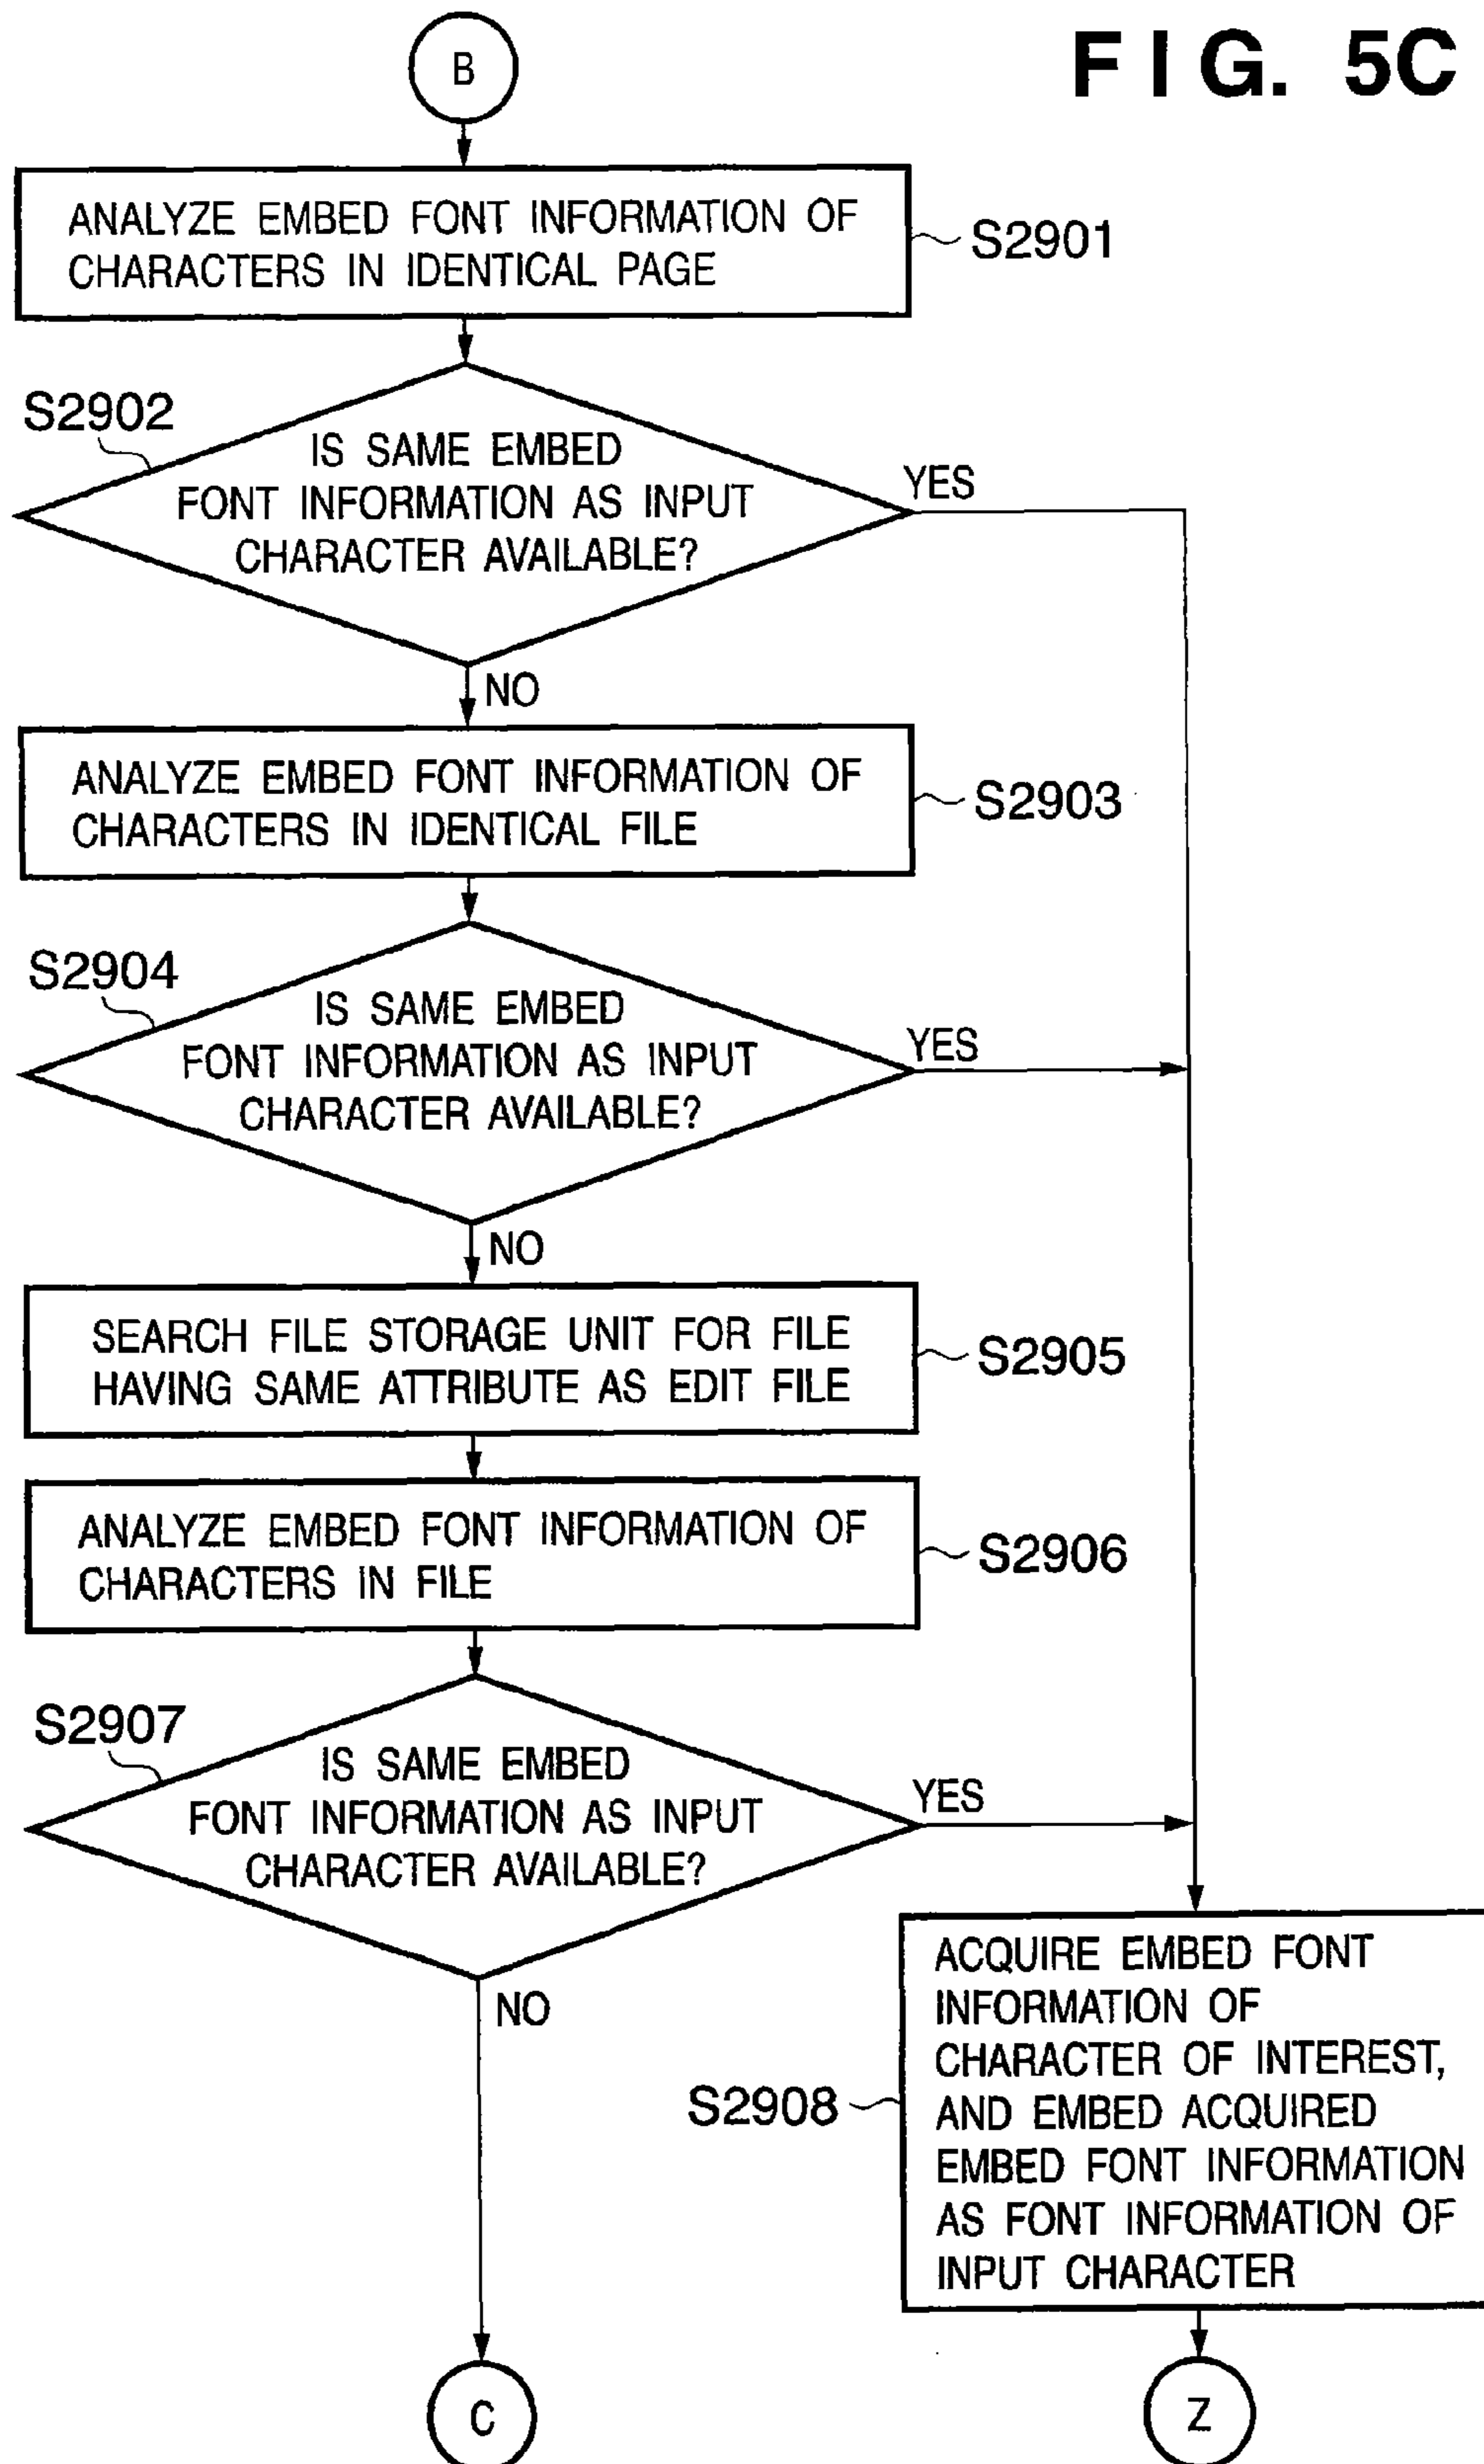 FIG. 5C
B
ANALYZE EMBED FONT INFORMATION OF
CHARACTERS IN IDENTICAL PAGE
S2901
S2902
IS SAME EMBED
FONT INFORMATION AS INPUT
CHARACTER AVAILABLE?
YES
NO
ANALYZE EMBED FONT INFORMATION OF
CHARACTERS IN IDENTICAL FILE
S2903
S2904
IS SAME EMBED
FONT INFORMATION AS INPUT
CHARACTER AVAILABLE?
YES
NO
SEARCH FILE STORAGE UNIT FOR FILE
HAVING SAME ATTRIBUTE AS EDIT FILE
S2905
ANALYZE EMBED FONT INFORMATION OF
CHARACTERS IN FILE
S2906
S2907
IS SAME EMBED
FONT INFORMATION AS INPUT
CHARACTER AVAILABLE?
YES
NO
S2908
ACQUIRE EMBED FONT
INFORMATION OF
CHARACTER OF INTEREST,
AND EMBED ACQUIRED
EMBED FONT INFORMATION
AS FONT INFORMATION OF
INPUT CHARACTER
C
Z